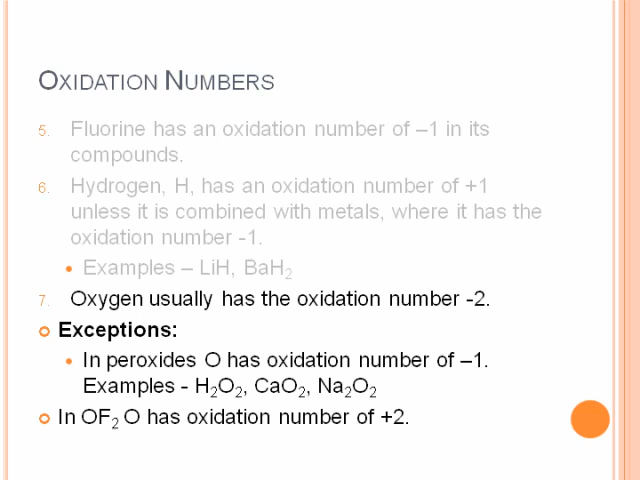 OXIDATION NUMBERS
5. Fluorine has an oxidation number of –1 in its
compounds.
6. Hydrogen, H, has an oxidation number of +1
unless it is combined with metals, where it has the
oxidation number -1.
• Examples – LiH, BaH2
7. Oxygen usually has the oxidation number -2.
Exceptions:
• In peroxides O has oxidation number of –1.
Examples - H2O2, CaO2, Na2O2
In OF2 O has oxidation number of +2.